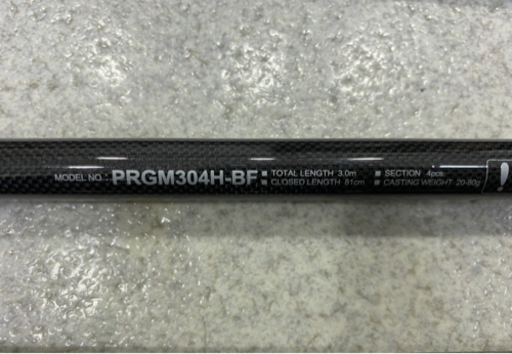 MODEL NO.: PRGM304H-BF
■ TOTAL LENGTH 3.0m ■ SECTION 4pcs
■ CLOSED LENGTH 81cm ■ CASTING WEIGHT 20-80g
!